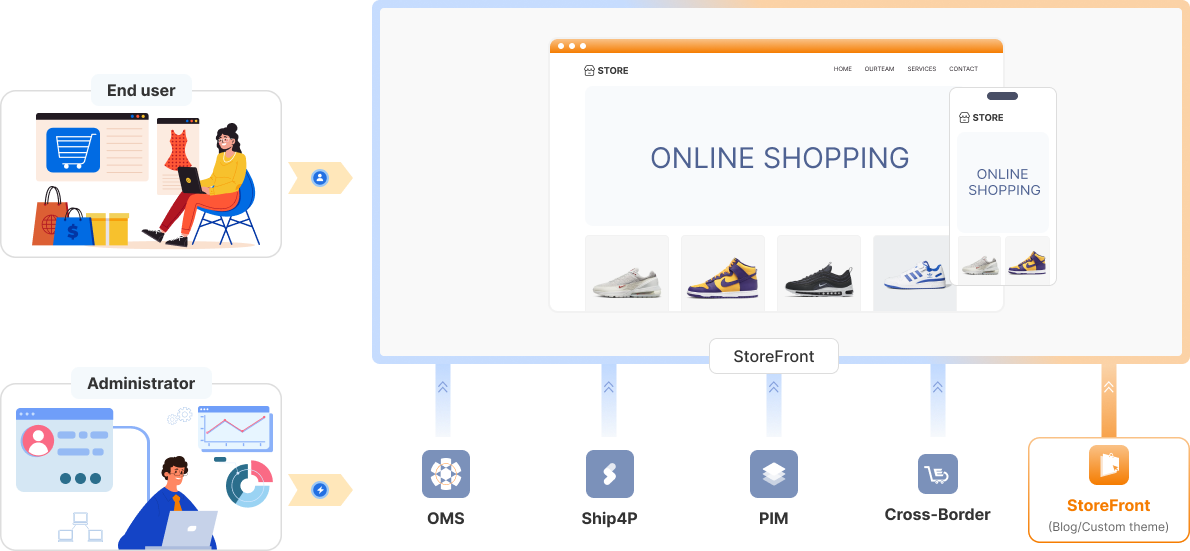 End user
STORE
HOME
OURTEAM
SERVICES
CONTACT
ONLINE SHOPPING
STORE
ONLINE
SHOPPING
StoreFront
Administrator
OMS
Ship4P
PIM
Cross-Border
StoreFront
(Blog/Custom theme)